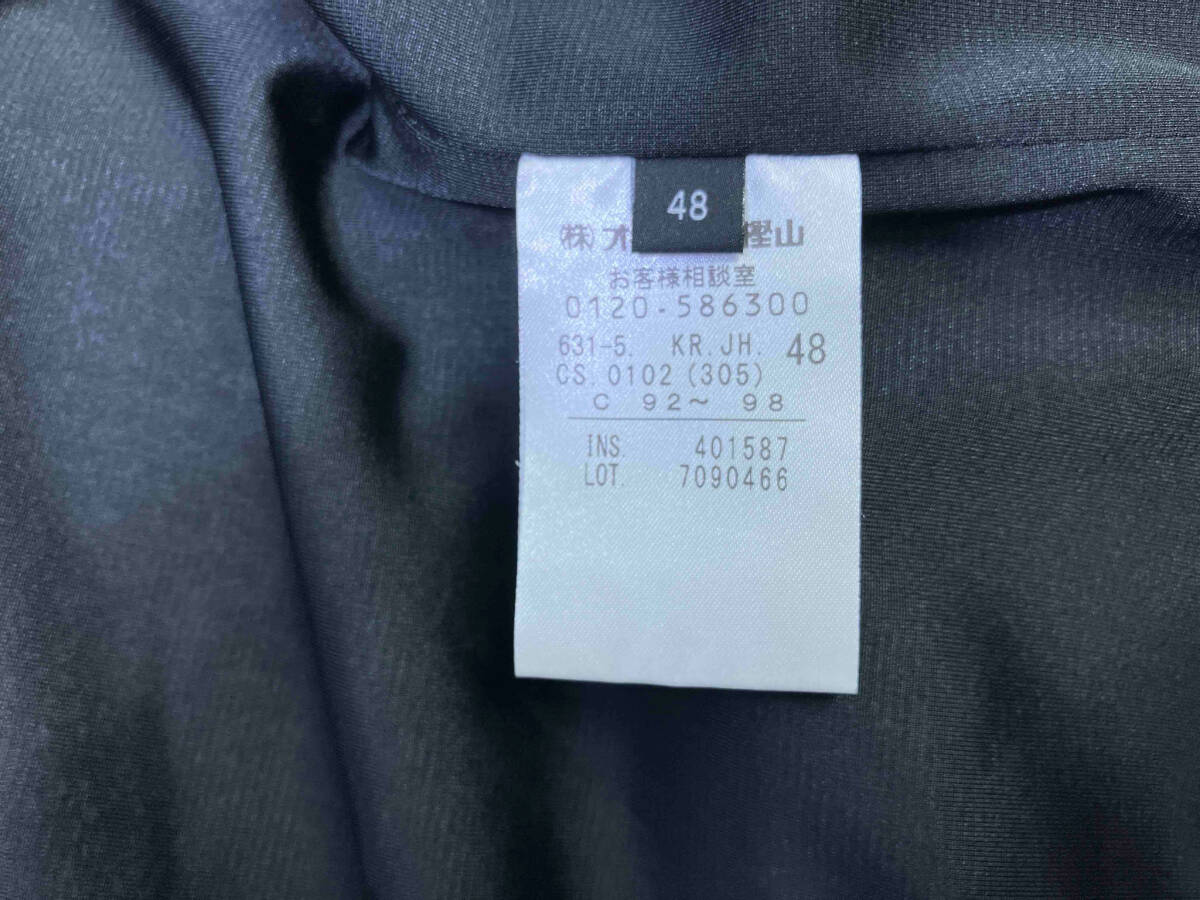 48
(株)オ 樫山
お客様相談室
0120-586300
631-5. KR.JH. 48
CS. 0102 (305)
C 92～ 98
INS. 401587
LOT. 7090466